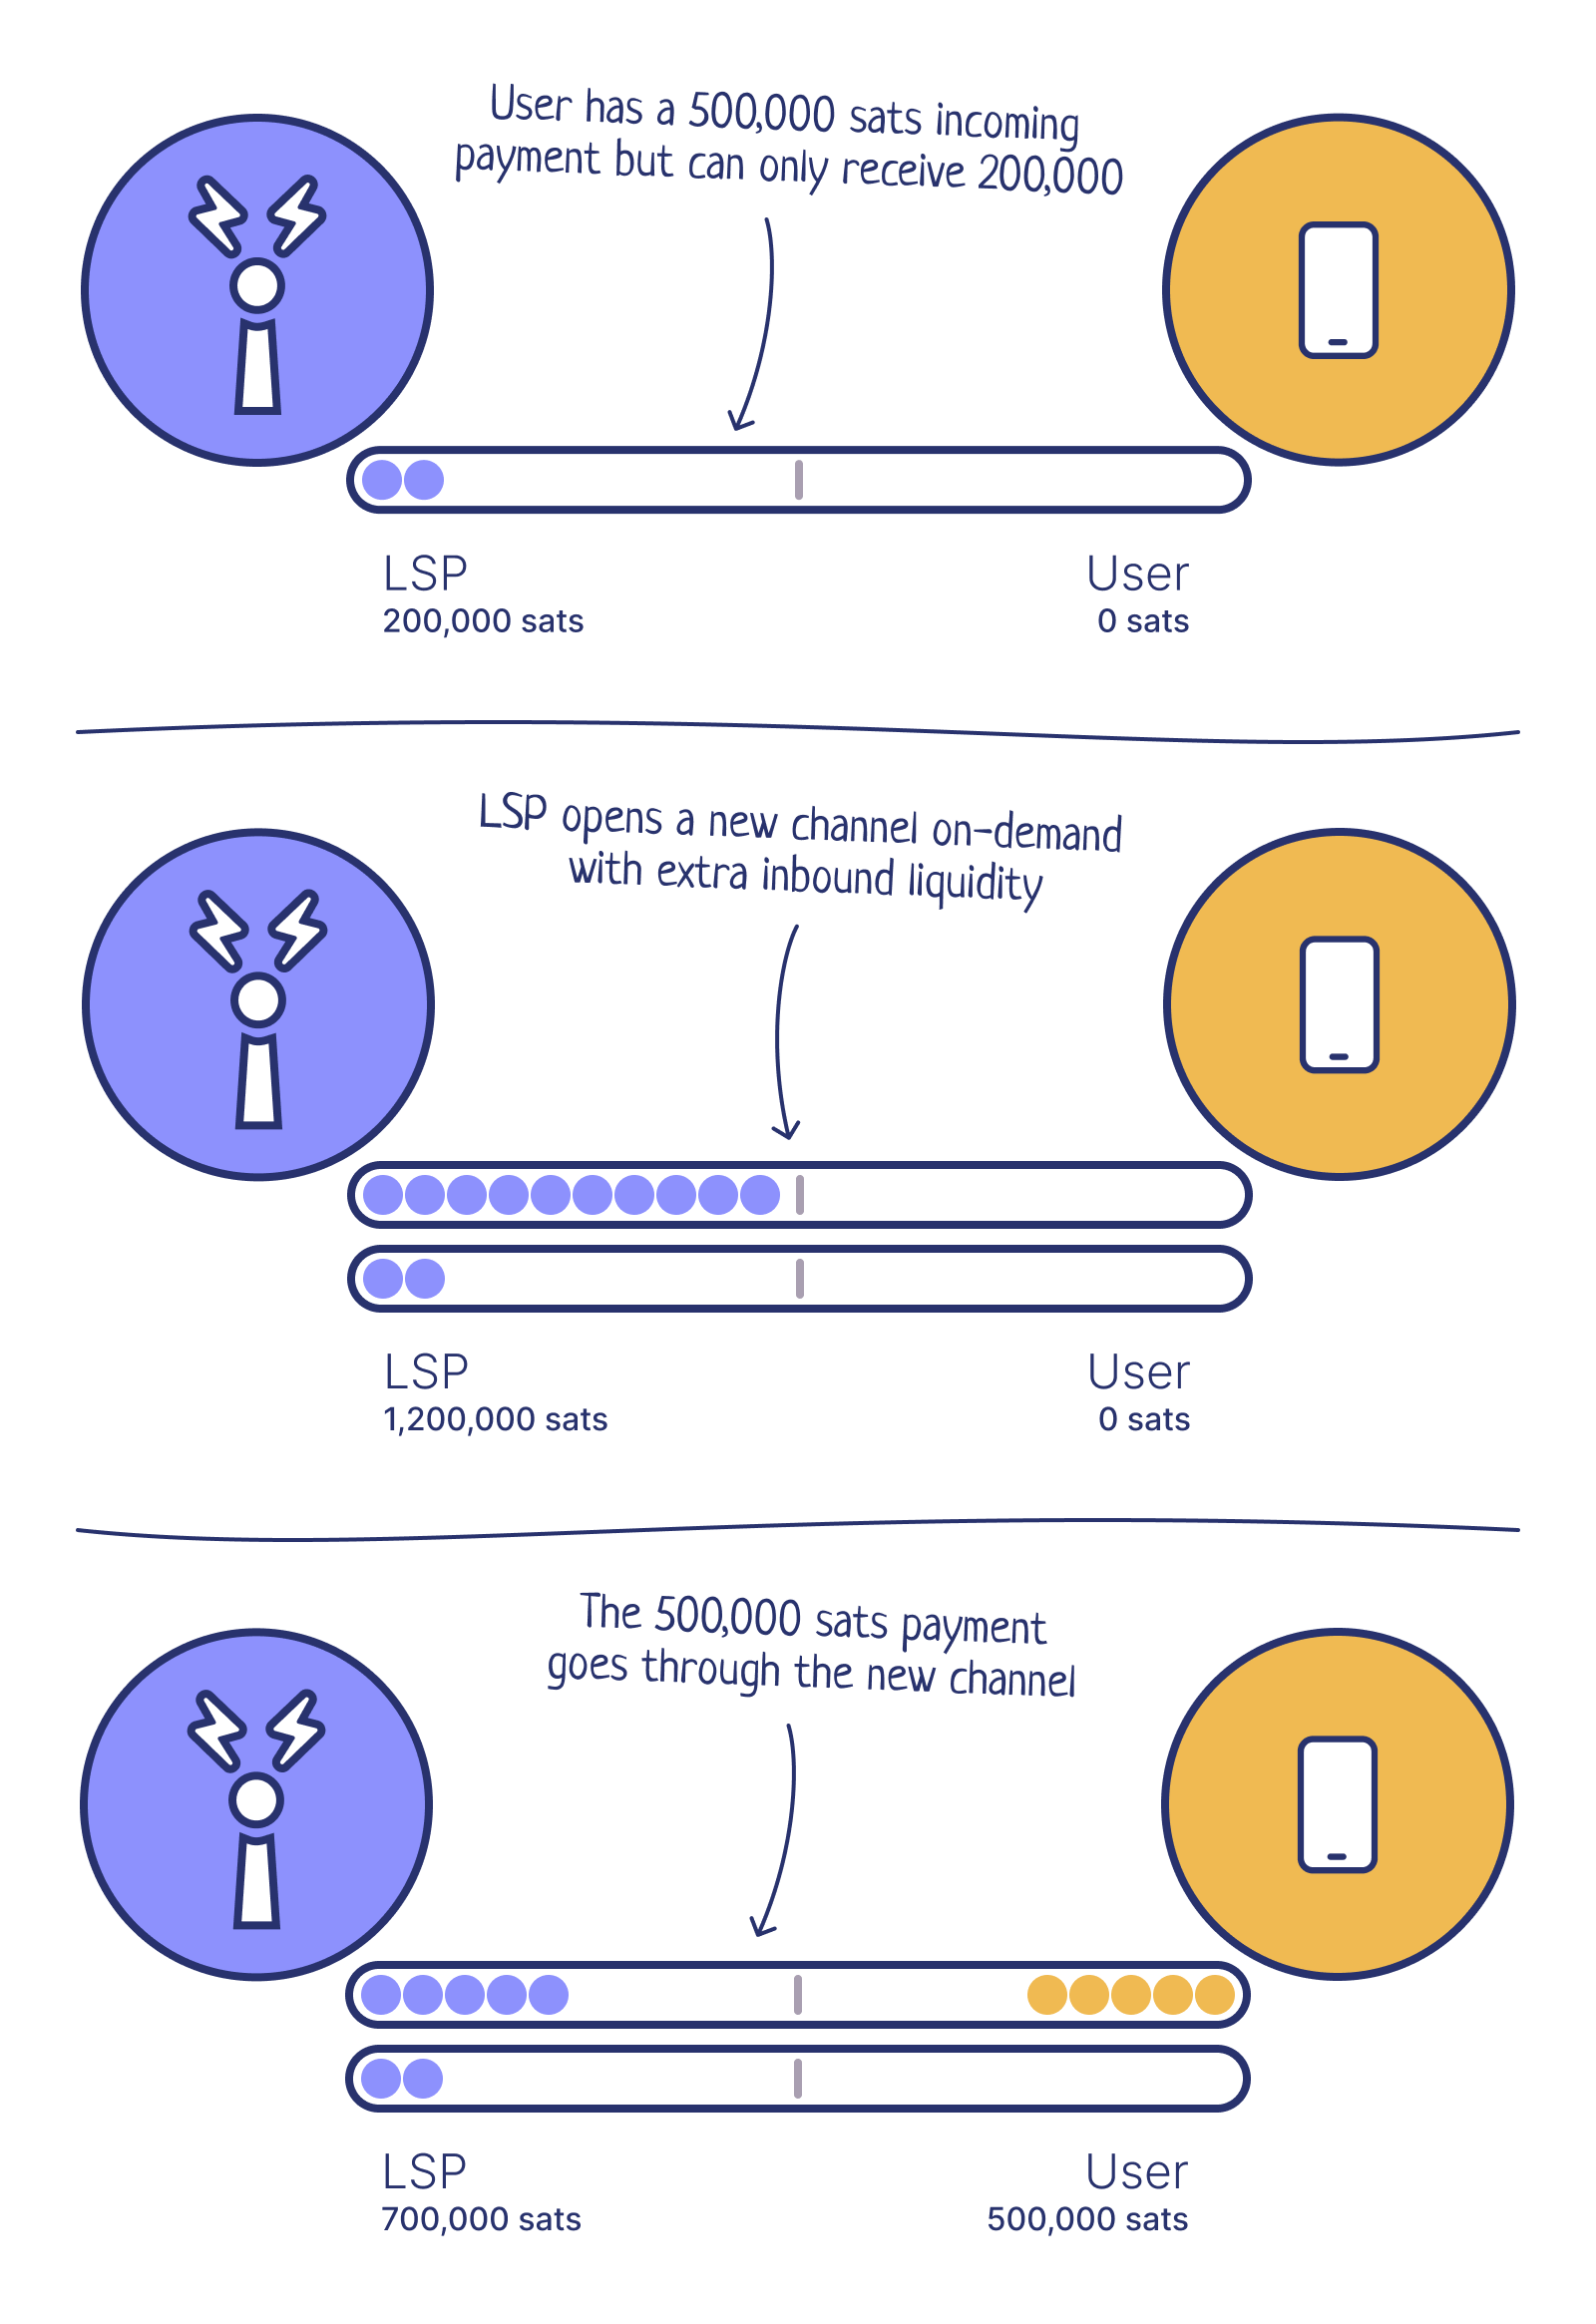 User has a 500,000 sats incoming
payment but can only receive 200,000
LSP
200,000 sats
User
0 sats
LSP opens a new channel on-demand
with extra inbound liquidity
LSP
1,200,000 sats
User
0 sats
The 500,000 sats payment
goes through the new channel
LSP
700,000 sats
User
500,000 sats